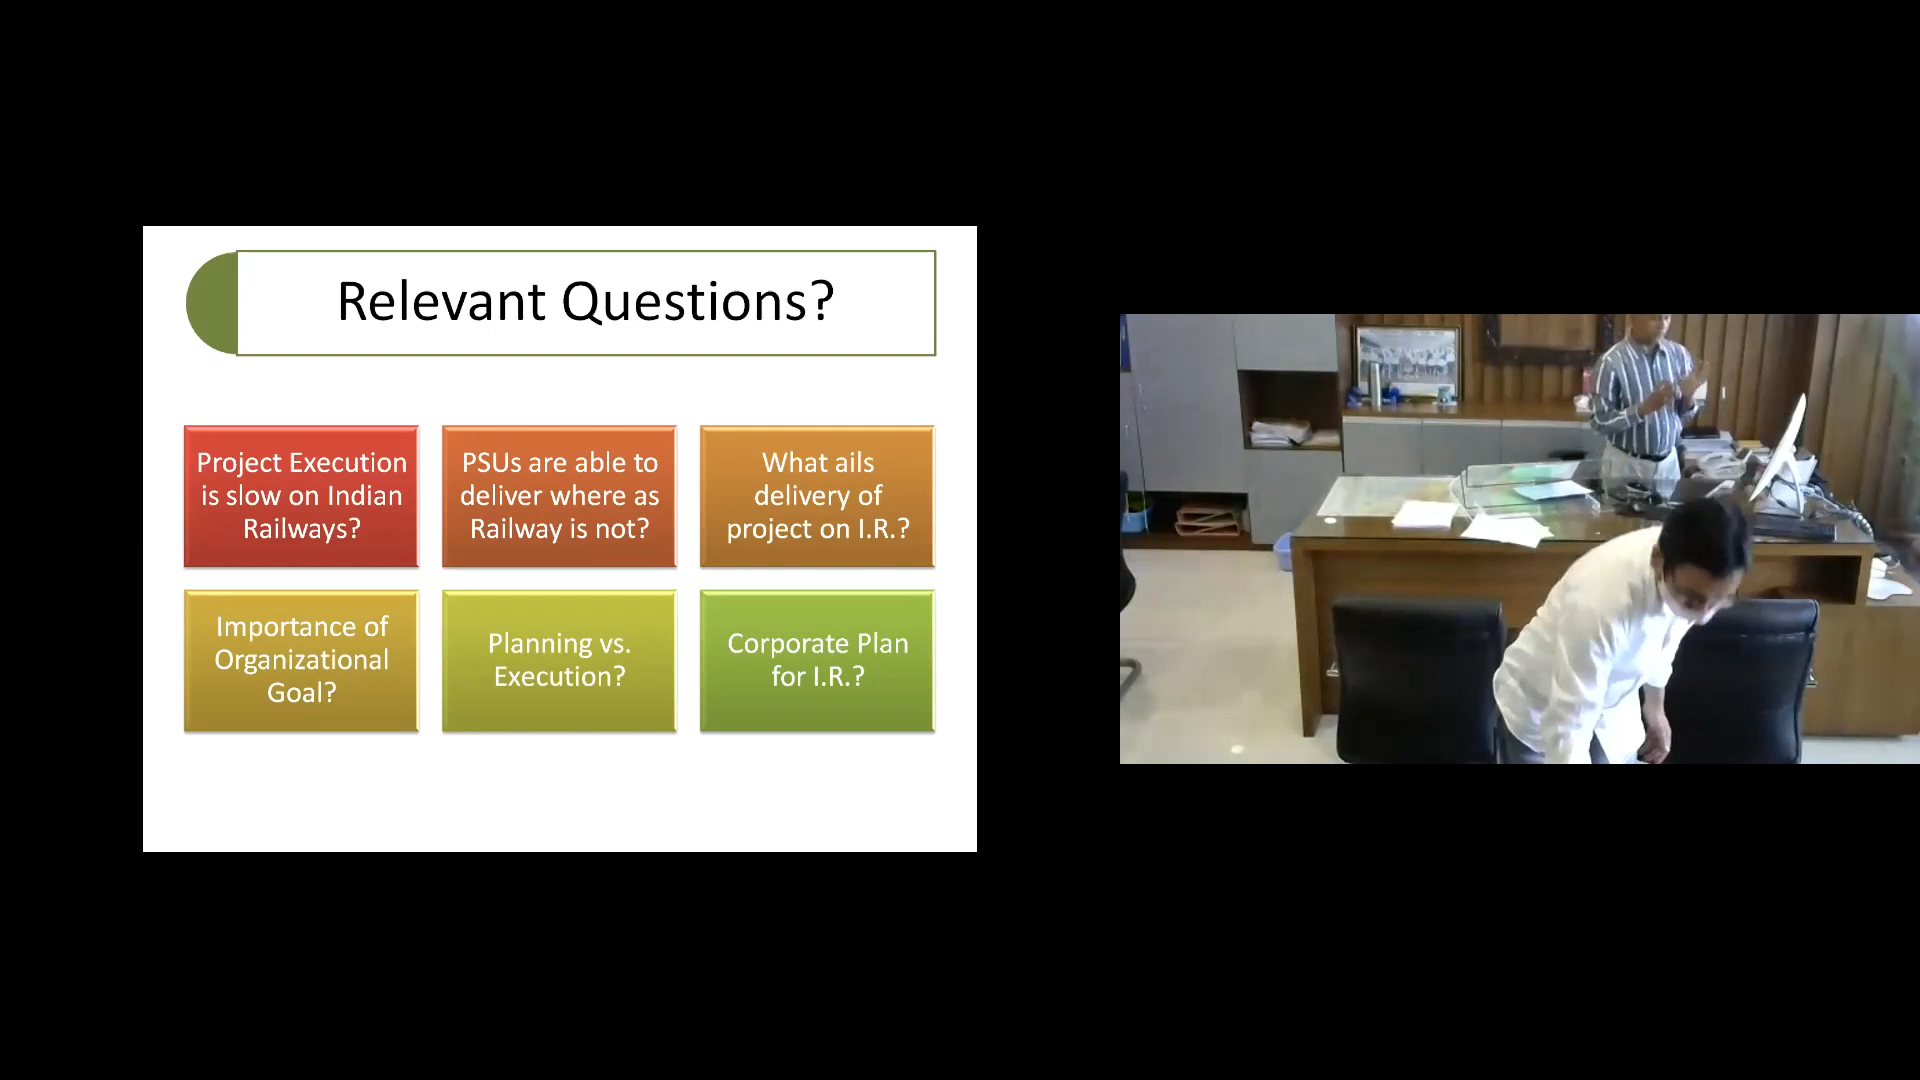 Relevant Questions?
Project Execution
is slow on Indian
Railways?
PSUs are able to
deliver where as
Railway is not?
What ails
delivery of
project on I.R.?
Importance of
Organizational
Goal?
Planning vs.
Execution?
Corporate Plan
for I.R.?